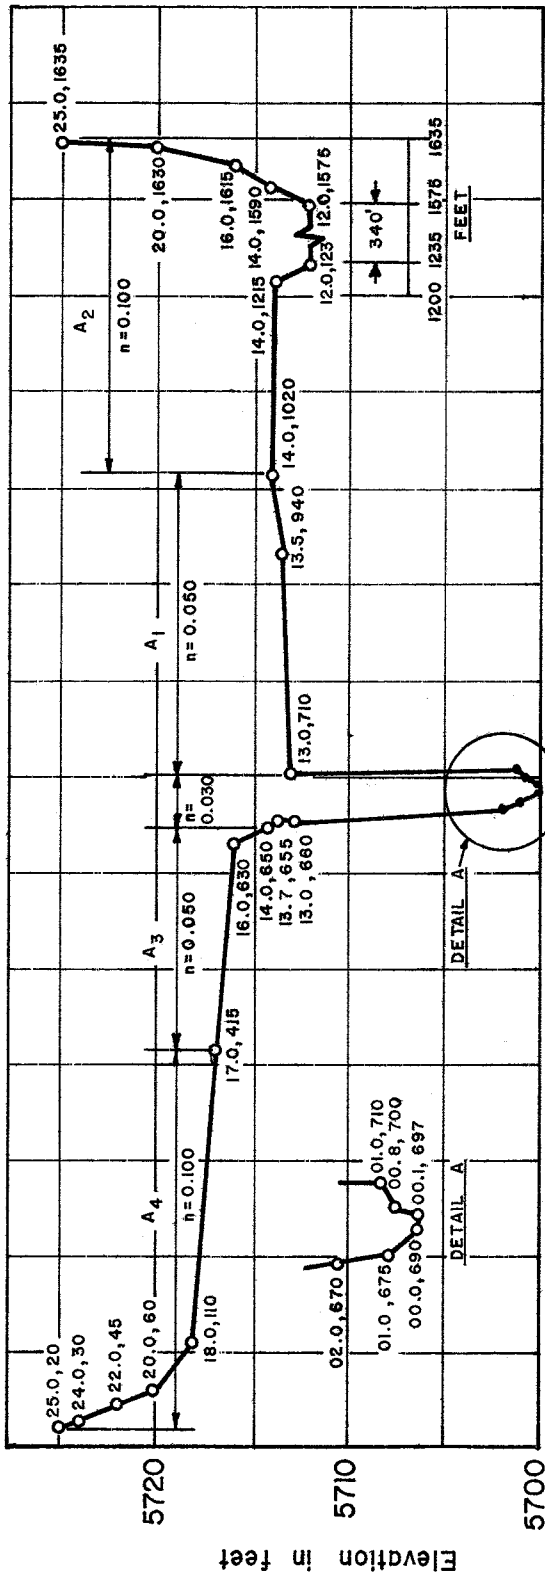 Elevation in feet
5720
5710
5700
25.0,20
24.0,30
22.0,45
20.0,60
18.0,110
A4
n=0.100
17.0,415
A3
n=0.050
16.0,630
14.0,650
13.7,655
13.0,660
n=
0.030
13.0,710
A1
n=0.050
13.5,940
14.0,1020
A2
n=0.100
14.0,1215
12.0,123
12.0,1575
14.0,1590
16.0,1615
20.0,1630
25.0,1635
340'
1200
1235
1575
1635
FEET
DETAIL A
02.0,670
01.0,675
00.0,690
00.1,697
00.8,700
01.0,710
DETAIL A